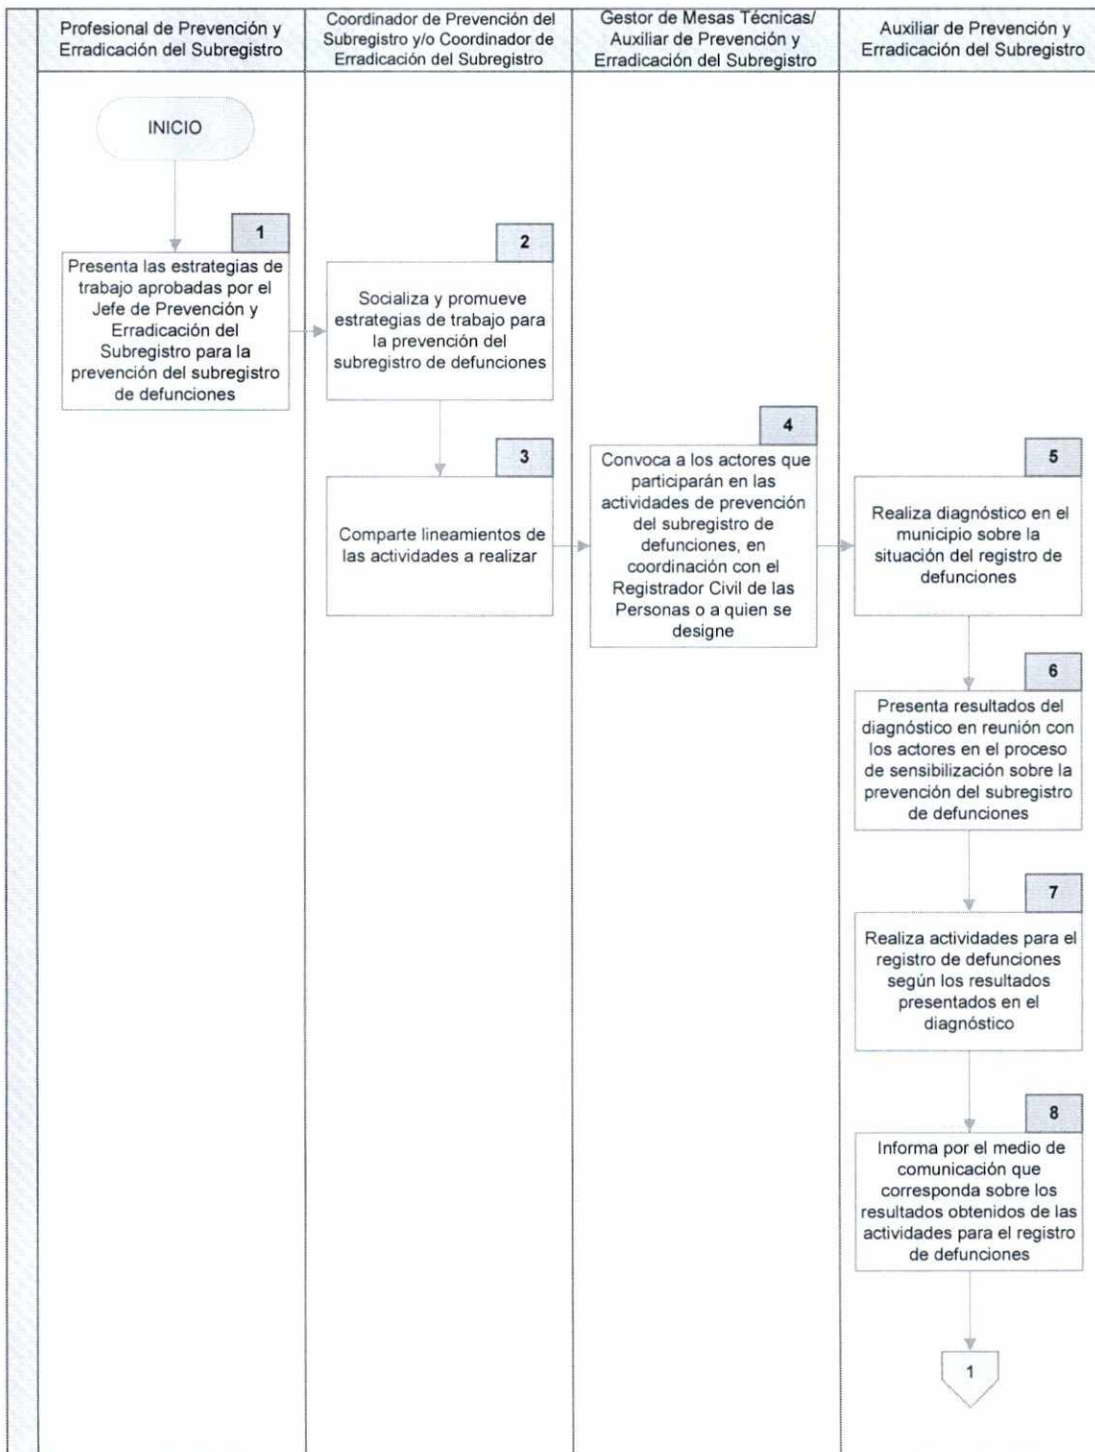 Profesional de Prevención y
Erradicación del Subregistro
Coordinador de Prevención del
Subregistro y/o Coordinador de
Erradicación del Subregistro
Gestor de Mesas Técnicas/
Auxiliar de Prevención y
Erradicación del Subregistro
Auxiliar de Prevención y
Erradicación del Subregistro
INICIO
1
Presenta las estrategias de
trabajo aprobadas por el
Jefe de Prevención y
Erradicación del
Subregistro para la
prevención del subregistro
de defunciones
2
Socializa y promueve
estrategias de trabajo para
la prevención del
subregistro de defunciones
3
Comparte lineamientos de
las actividades a realizar
4
Convoca a los actores que
participarán en las
actividades de prevención
del subregistro de
defunciones, en
coordinación con el
Registrador Civil de las
Personas o a quien se
designe
5
Realiza diagnóstico en el
municipio sobre la
situación del registro de
defunciones
6
Presenta resultados del
diagnóstico en reunión con
los actores en el proceso
de sensibilización sobre la
prevención del subregistro
de defunciones
7
Realiza actividades para el
registro de defunciones
según los resultados
presentados en el
diagnóstico
8
Informa por el medio de
comunicación que
corresponda sobre los
resultados obtenidos de las
actividades para el registro
de defunciones
1